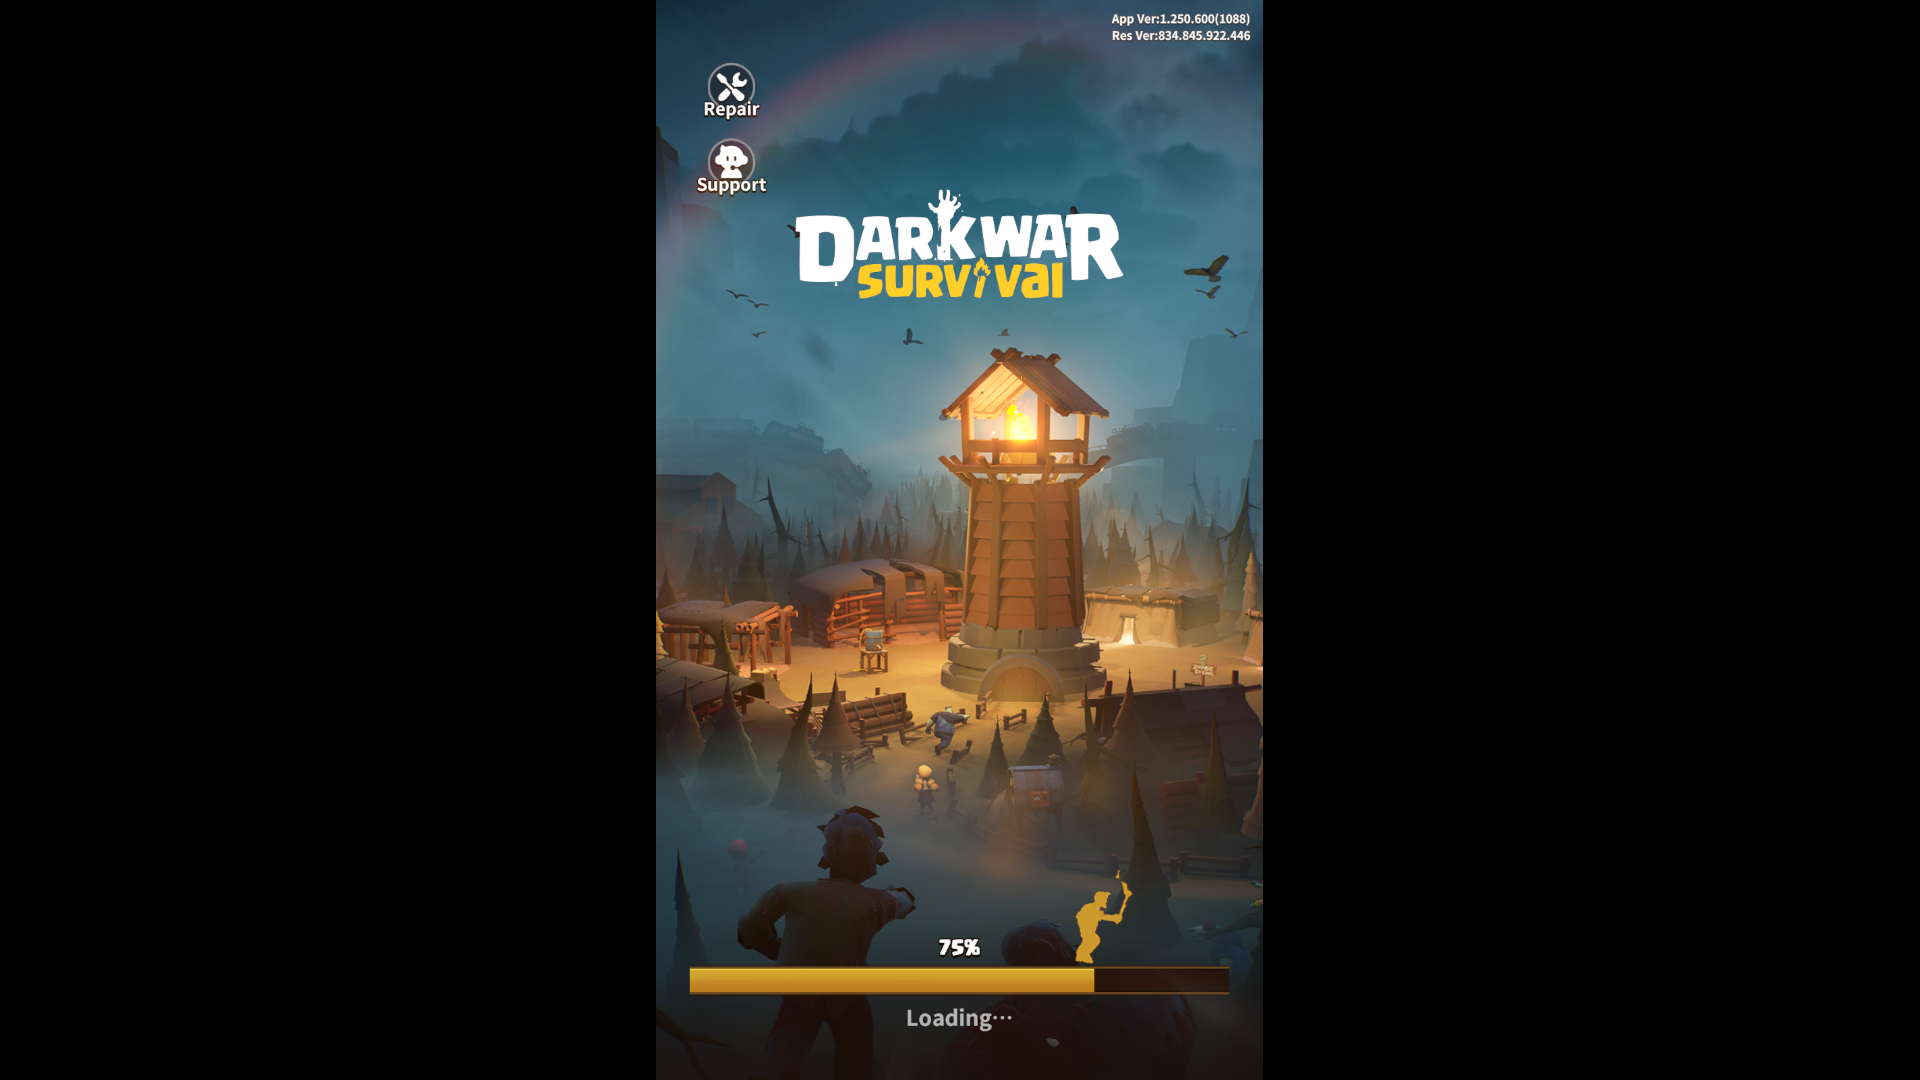 App Ver:1.250.600(1088)
Res Ver:834.845.922.446
Repair
Support
DARKWAR
SURVIVAL
75%
Loading···